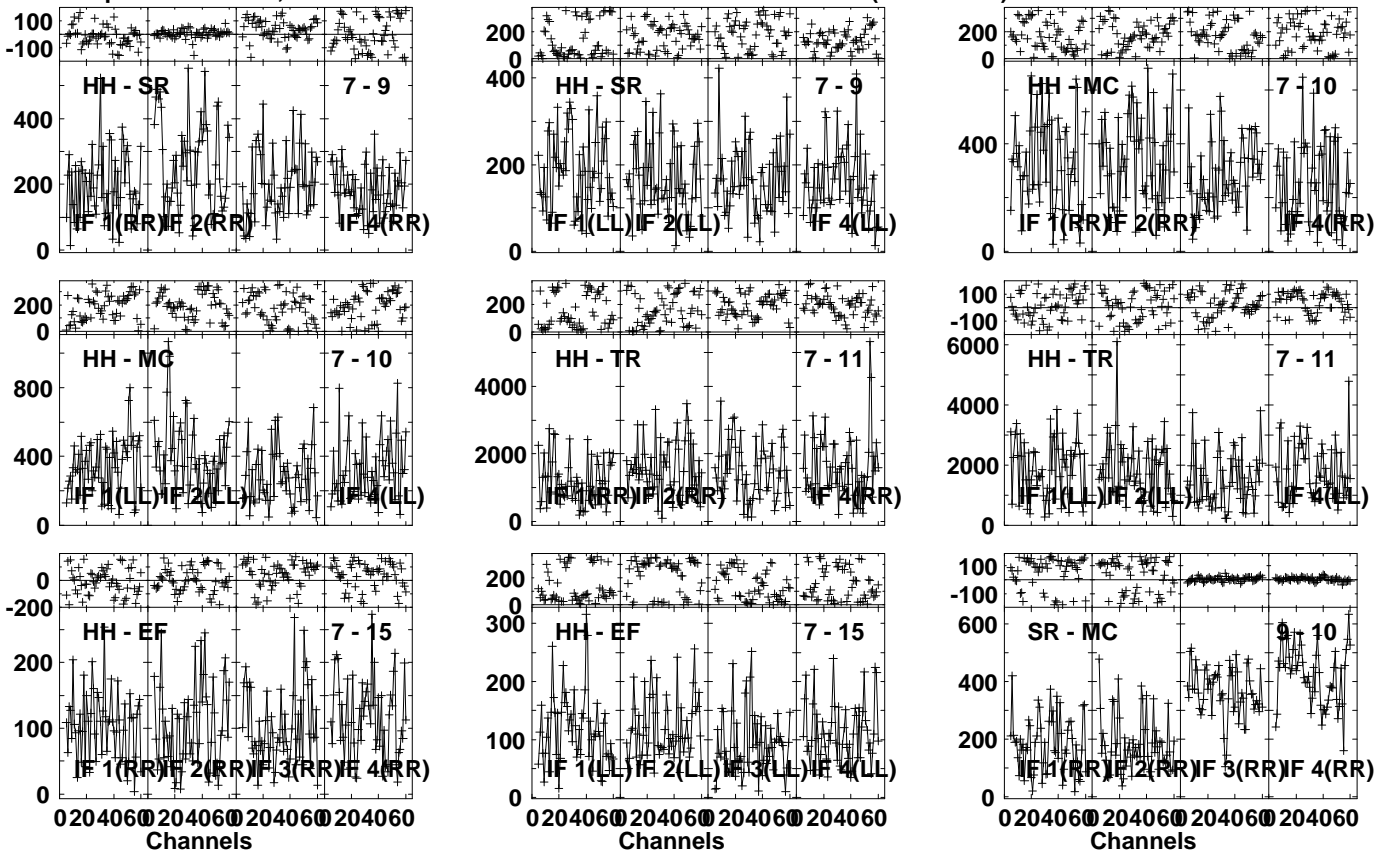 100
-100
HH - SR 7 - 9
400
200
0
IF 1(RR) IF 2(RR) IF 4(RR)
200
0
HH - SR 7 - 9
400
200
0
IF 1(LL) IF 2(LL) IF 4(LL)
200
0
HH - MC 7 - 10
400
0
IF 1(RR) IF 2(RR) IF 4(RR)
200
0
HH - MC 7 - 10
800
400
0
IF 1(LL) IF 2(LL) IF 4(LL)
200
0
HH - TR 7 - 11
4000
2000
0
IF 1(RR) IF 2(RR) IF 4(RR)
100
-100
HH - TR 7 - 11
6000
4000
2000
0
IF 1(LL) IF 2(LL) IF 4(LL)
0
-200
HH - EF 7 - 15
200
100
0
IF 1(RR) IF 2(RR) IF 3(RR) IF 4(RR)
0 20 40 60 0 20 40 60 0 20 40 60 0 20 40 60
Channels
200
0
HH - EF 7 - 15
300
200
100
0
IF 1(LL) IF 2(LL) IF 3(LL) IF 4(LL)
0 20 40 60 0 20 40 60 0 20 40 60 0 20 40 60
Channels
100
-100
SR - MC 9 - 10
600
400
200
0
IF 1(RR) IF 2(RR) IF 3(RR) IF 4(RR)
0 20 40 60 0 20 40 60 0 20 40 60 0 20 40 60
Channels